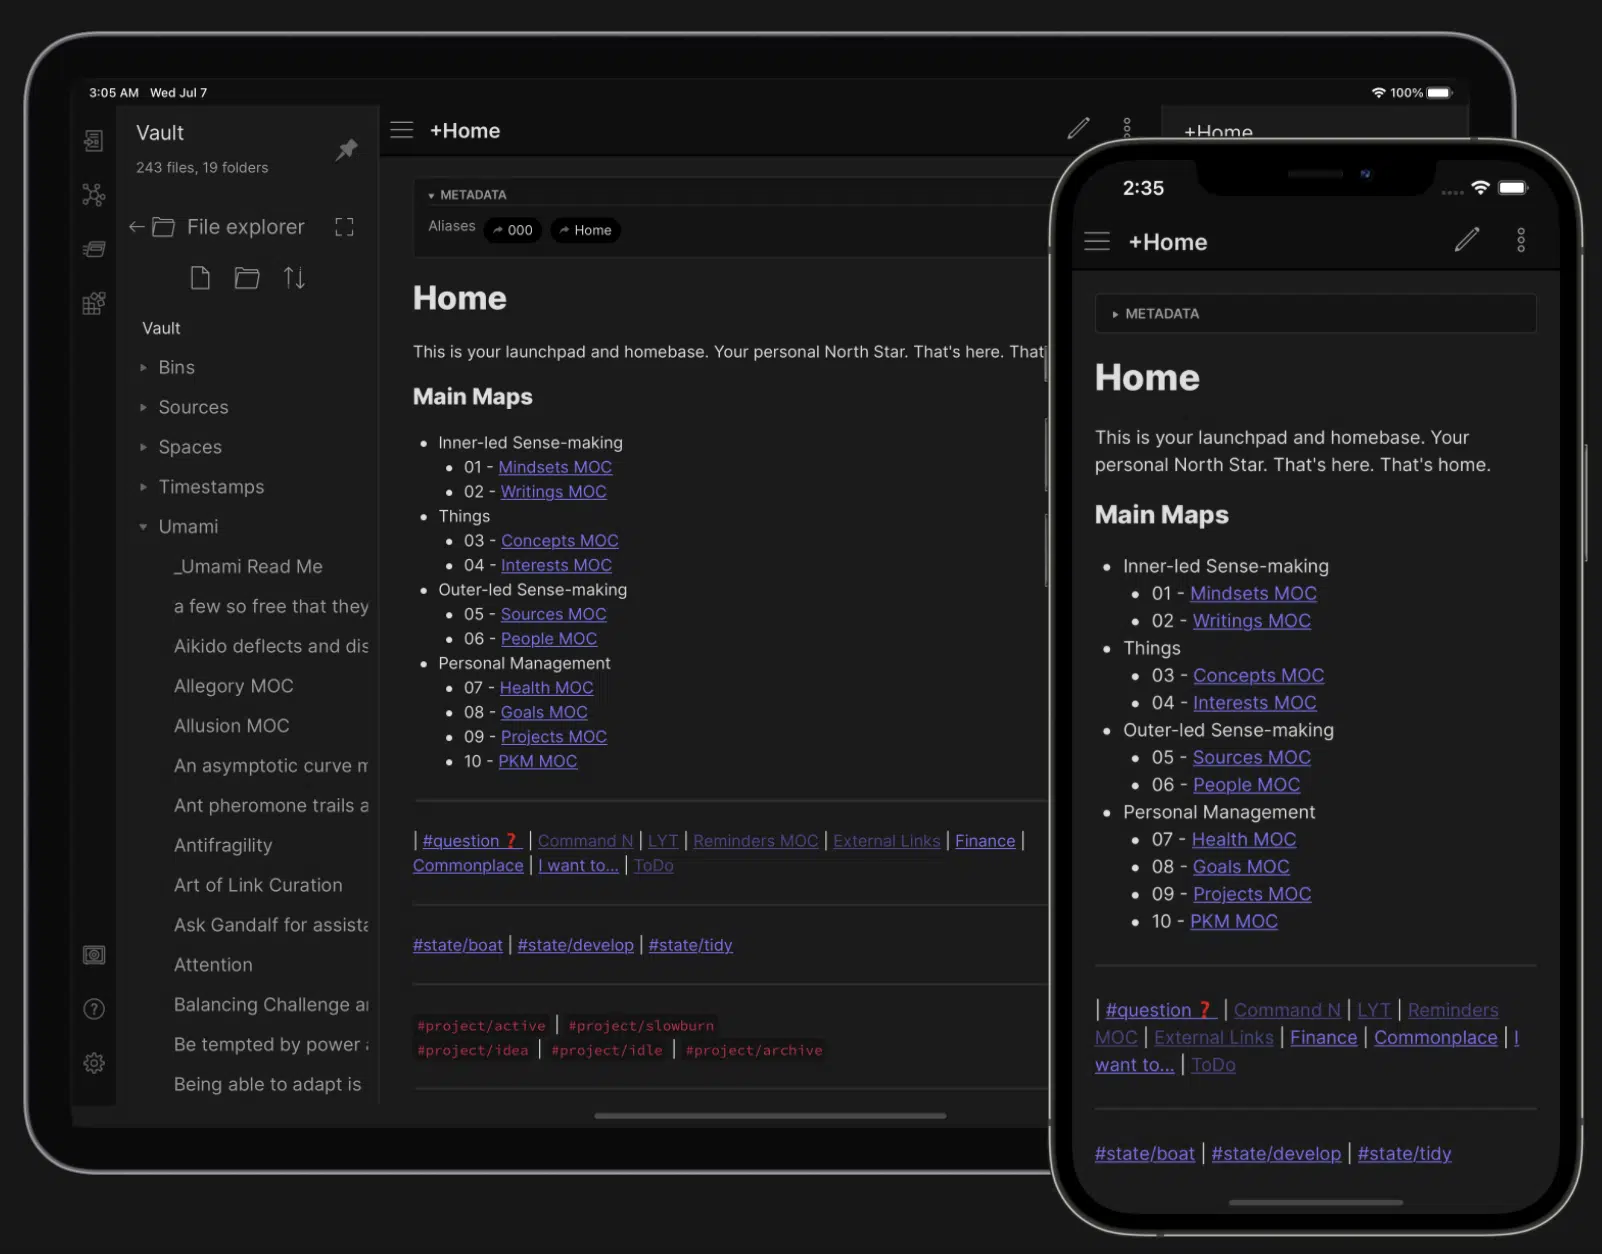 3:05 AM Wed Jul 7
100%
Vault
243 files, 19 folders
File explorer
Vault
Bins
Sources
Spaces
Timestamps
Umami
_Umami Read Me
a few so free that they
Aikido deflects and dis
Allegory MOC
Allusion MOC
An asymptotic curve m
Ant pheromone trails a
Antifragility
Art of Link Curation
Ask Gandalf for assista
Attention
Balancing Challenge a
Be tempted by power
Being able to adapt is
+Home
METADATA
Aliases 000 Home
Home
This is your launchpad and homebase. Your personal North Star. That's here. That
Main Maps
• Inner-led Sense-making
• 01 - Mindsets MOC
• 02 - Writings MOC
• Things
• 03 - Concepts MOC
• 04 - Interests MOC
• Outer-led Sense-making
• 05 - Sources MOC
• 06 - People MOC
• Personal Management
• 07 - Health MOC
• 08 - Goals MOC
• 09 - Projects MOC
• 10 - PKM MOC
| #question ❓ | Command N | LYT | Reminders MOC | External Links | Finance |
Commonplace | I want to... | ToDo
#state/boat | #state/develop | #state/tidy
#project/active | #project/slowburn
#project/idea | #project/idle | #project/archive
+Home
2:35
+Home
METADATA
Home
This is your launchpad and homebase. Your
personal North Star. That's here. That's home.
Main Maps
• Inner-led Sense-making
• 01 - Mindsets MOC
• 02 - Writings MOC
• Things
• 03 - Concepts MOC
• 04 - Interests MOC
• Outer-led Sense-making
• 05 - Sources MOC
• 06 - People MOC
• Personal Management
• 07 - Health MOC
• 08 - Goals MOC
• 09 - Projects MOC
• 10 - PKM MOC
| #question ❓ | Command N | LYT | Reminders
MOC | External Links | Finance | Commonplace | I
want to... | ToDo
#state/boat | #state/develop | #state/tidy